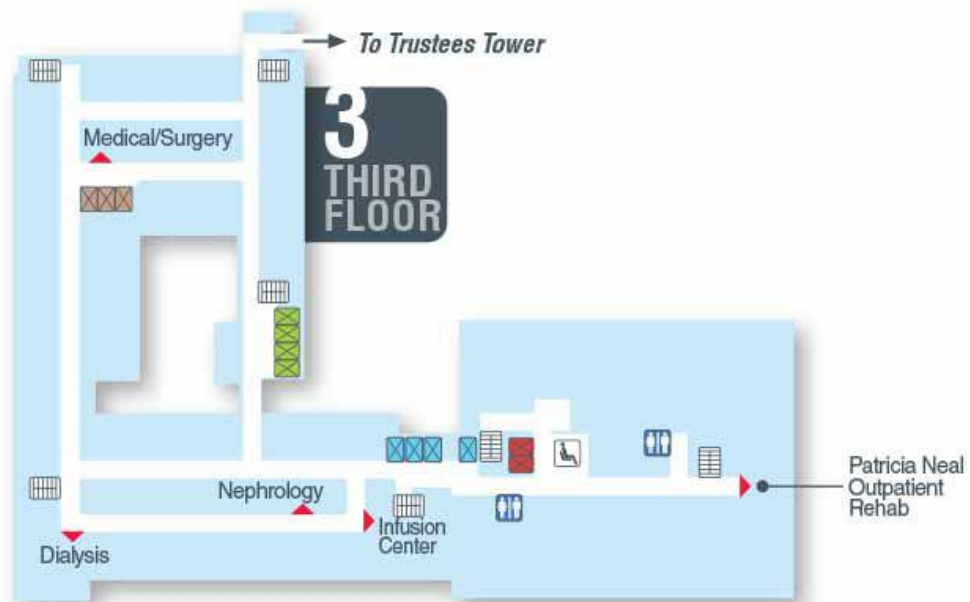 To Trustees Tower
3
THIRD
FLOOR
Medical/Surgery
Nephrology
Infusion
Center
Dialysis
Patricia Neal
Outpatient
Rehab